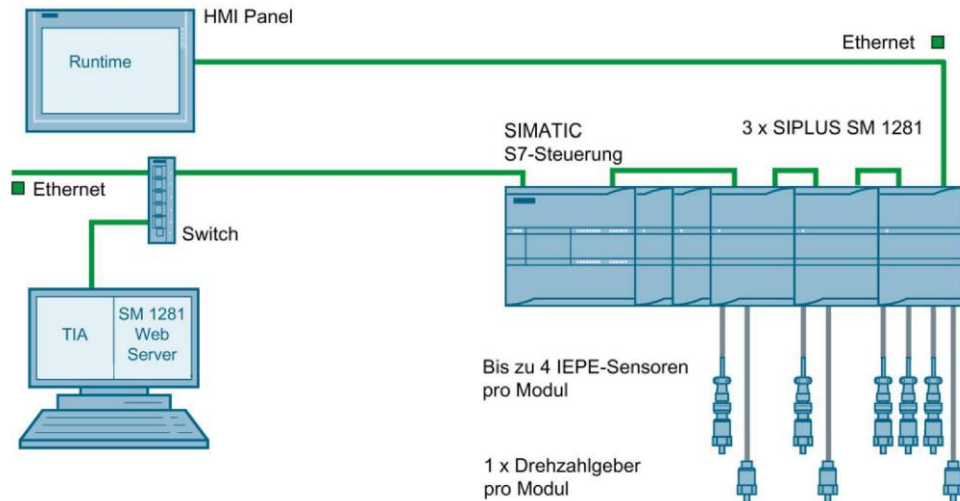 HMI Panel
Runtime
Ethernet
SIMATIC
S7-Steuerung
3 x SIPLUS SM 1281
Ethernet
Switch
TIA
SM 1281
Web
Server
Bis zu 4 IEPE-Sensoren
pro Modul
1 x Drehzahlgeber
pro Modul